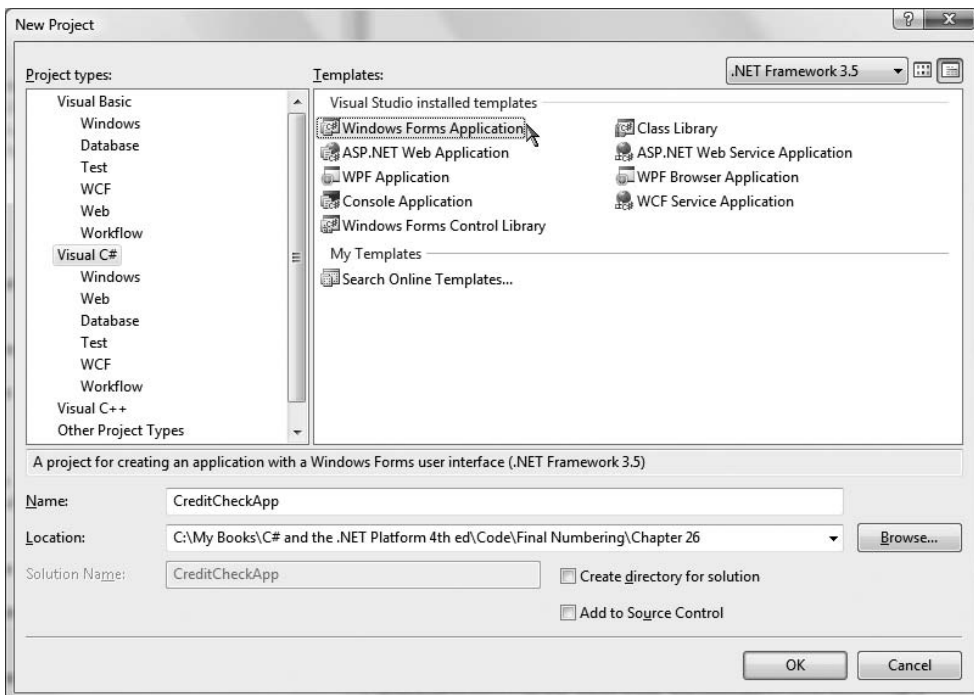 New Project
Project types:
Templates:
.NET Framework 3.5
Visual Basic
Windows
Database
Test
WCF
Web
Workflow
Visual C#
Windows
Web
Database
Test
WCF
Workflow
Visual C++
Other Project Types
Visual Studio installed templates
Windows Forms Application
Class Library
ASP.NET Web Application
ASP.NET Web Service Application
WPF Application
WPF Browser Application
Console Application
WCF Service Application
Windows Forms Control Library
My Templates
Search Online Templates...
A project for creating an application with a Windows Forms user interface (.NET Framework 3.5)
Name:
CreditCheckApp
Location:
C:\My Books\C# and the .NET Platform 4th ed\Code\Final Numbering\Chapter 26
Browse...
Solution Name:
CreditCheckApp
Create directory for solution
Add to Source Control
OK
Cancel